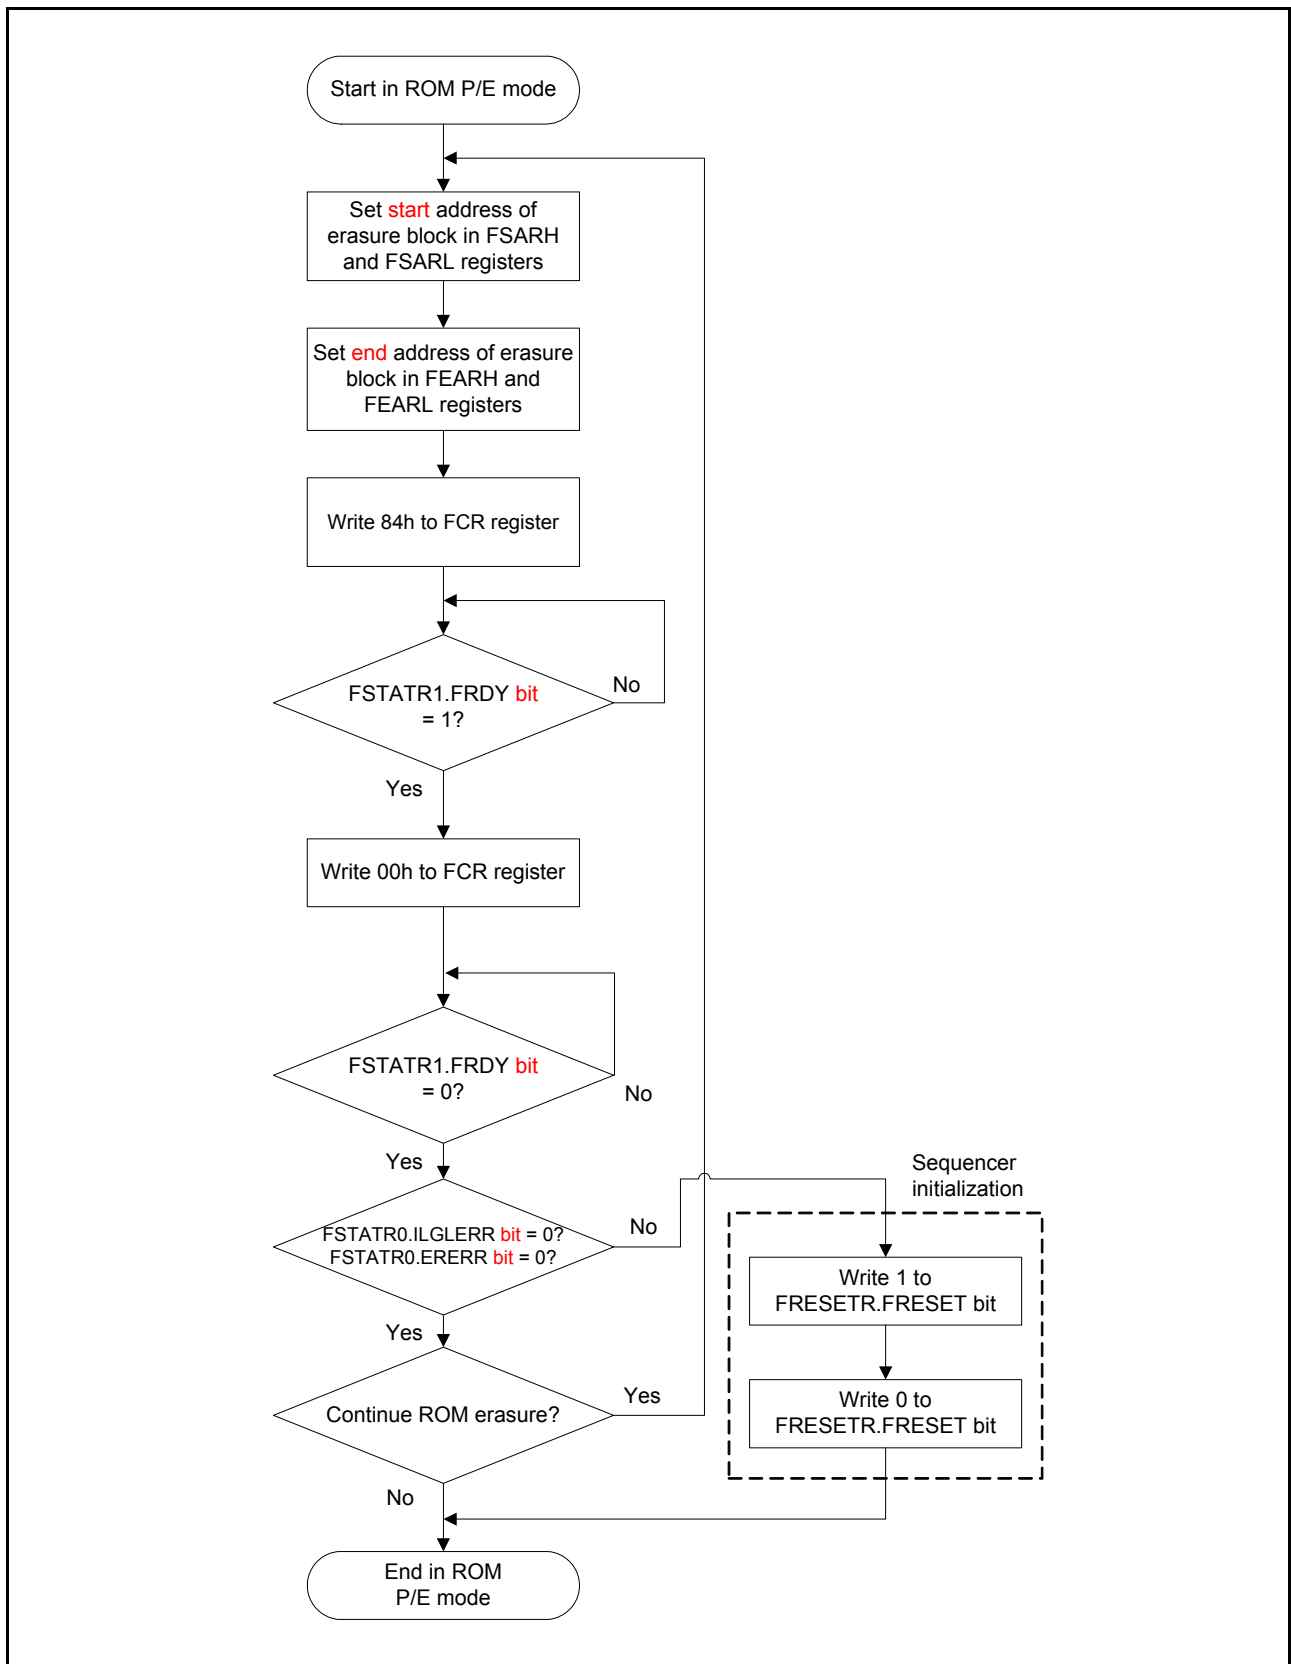 Start in ROM P/E mode
Set start address of
erasure block in FSARH
and FSARL registers
Set end address of erasure
block in FEARH and
FEARL registers
Write 84h to FCR register
FSTATR1.FRDY bit
= 1?
No
Yes
Write 00h to FCR register
FSTATR1.FRDY bit
= 0?
No
Yes
FSTATR0.ILGLERR bit = 0?
FSTATR0.ERERR bit = 0?
No
Yes
Sequencer
initialization
Write 1 to
FRESETR.FRESET bit
Write 0 to
FRESETR.FRESET bit
Continue ROM erasure?
Yes
No
End in ROM
P/E mode